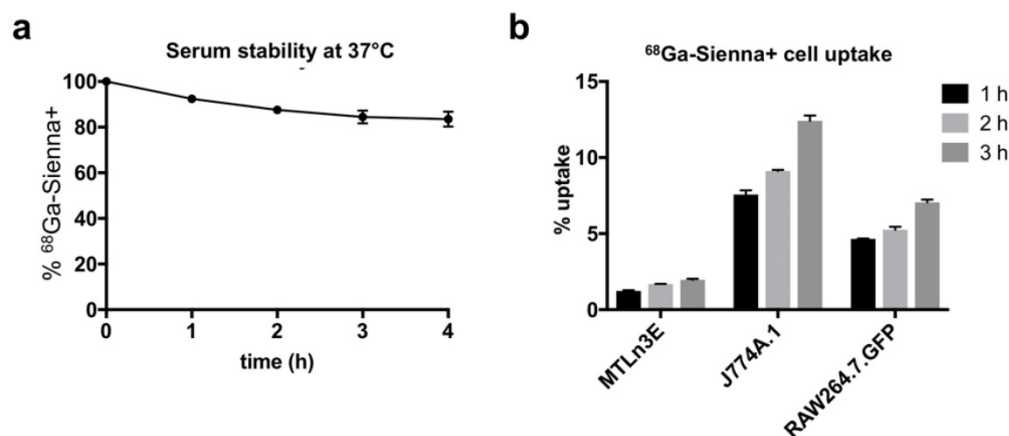 a
Serum stability at 37°C
% ⁶⁸Ga-Sienna+
100
80
60
40
20
0
0 1 2 3 4
time (h)
b
⁶⁸Ga-Sienna+ cell uptake
% uptake
15
10
5
0
1 h
2 h
3 h
MTLn3E
J774A.1
RAW264.7.GFP